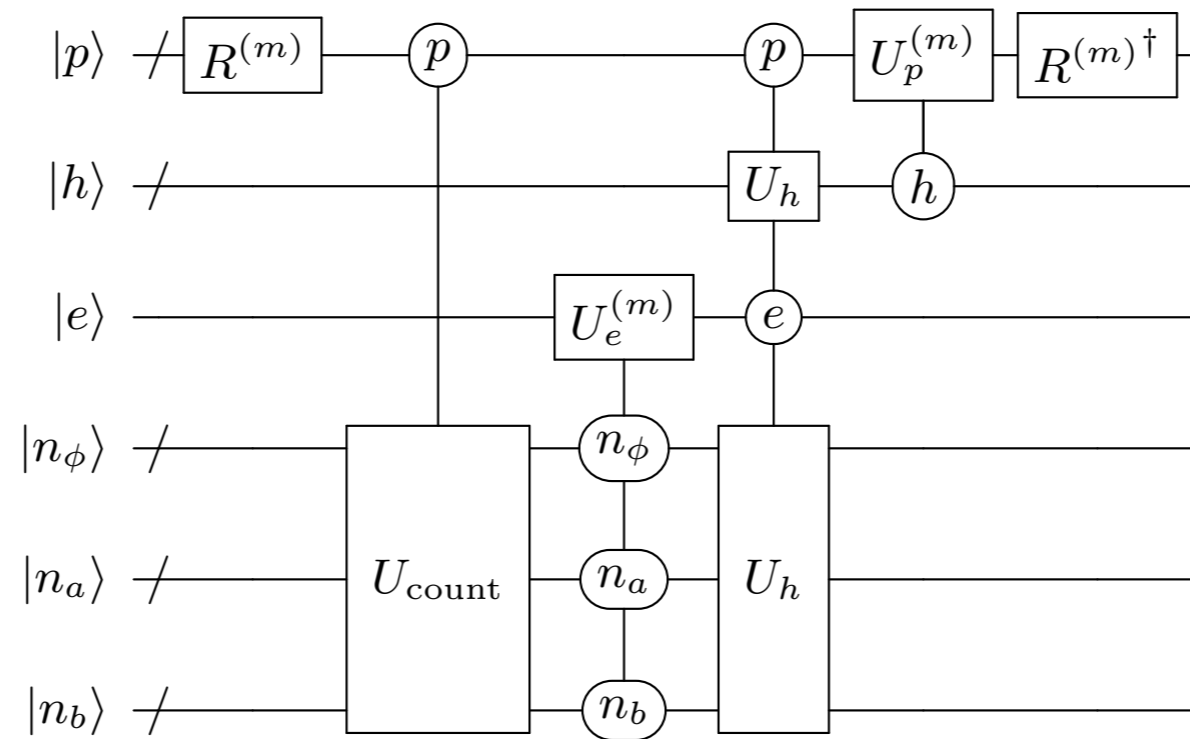 |p⟩ R^(m) p p U_p^(m) R^(m)†
|h⟩ U_h h
|e⟩ U_e^(m) e
|n_ϕ⟩ n_ϕ
|n_a⟩ U_count n_a U_h
|n_b⟩ n_b